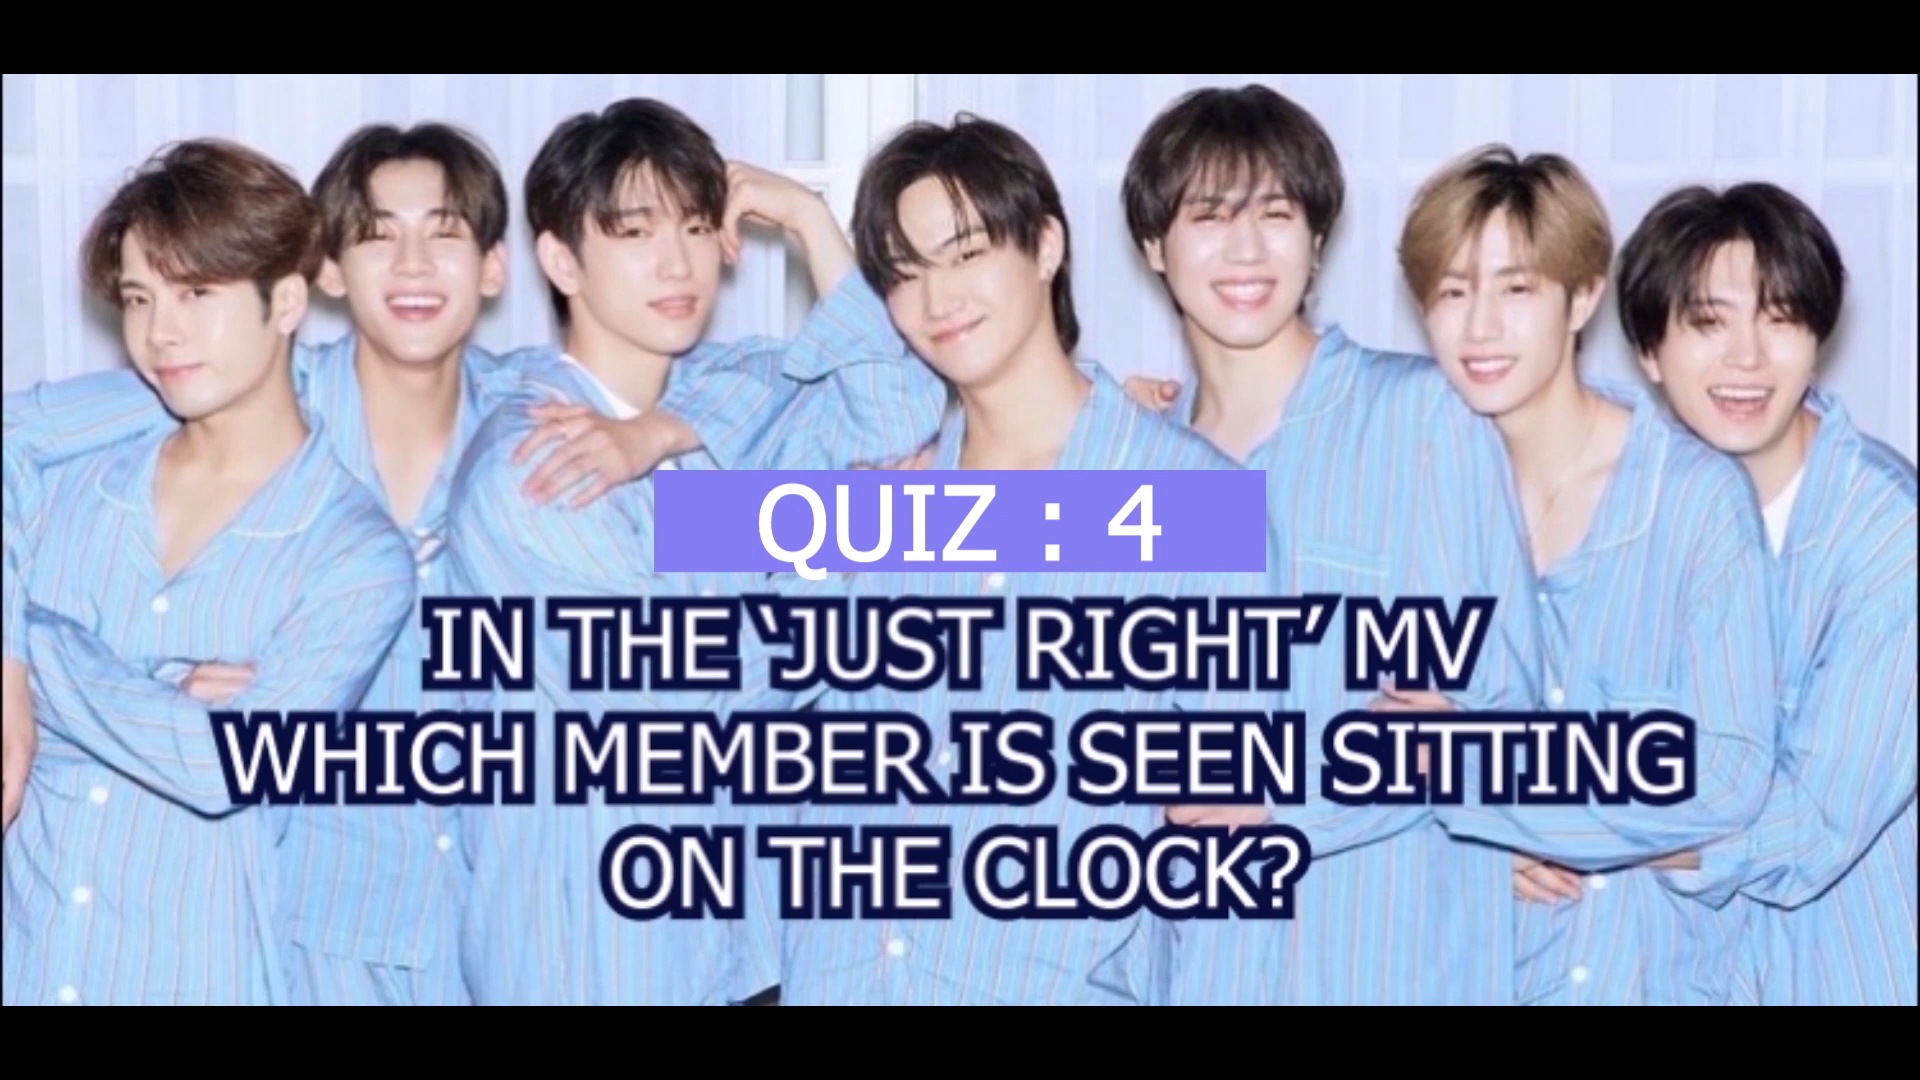 QUIZ : 4
IN THE ‘JUST RIGHT’ MV
WHICH MEMBER IS SEEN SITTING
ON THE CLOCK?